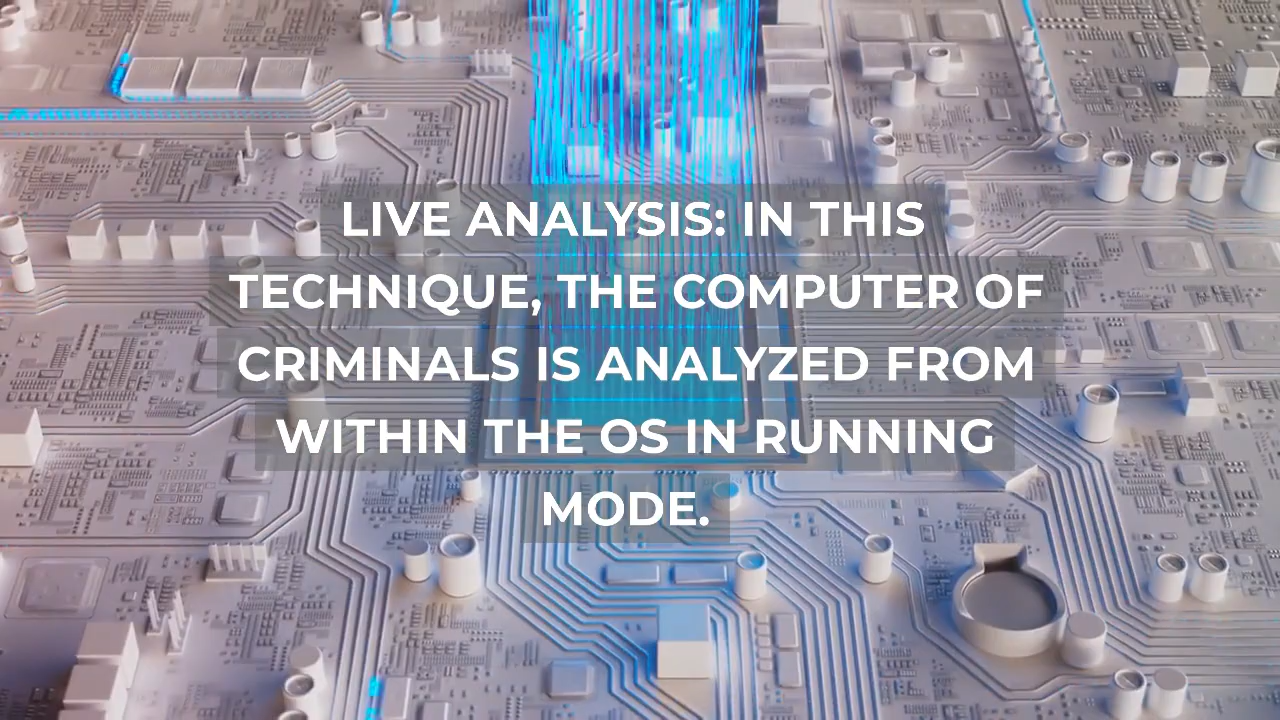 LIVE ANALYSIS: IN THIS
TECHNIQUE, THE COMPUTER OF
CRIMINALS IS ANALYZED FROM
WITHIN THE OS IN RUNNING
MODE.